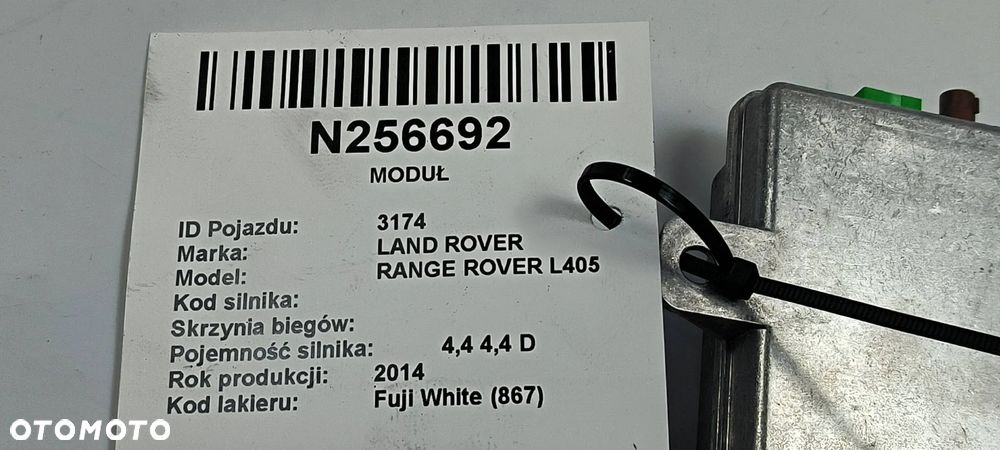 N256692
MODUŁ
ID Pojazdu: 3174
Marka: LAND ROVER
Model: RANGE ROVER L405
Kod silnika:
Skrzynia biegów:
Pojemność silnika: 4,4 4,4 D
Rok produkcji: 2014
Kod lakieru: Fuji White (867)
OTOMOTO